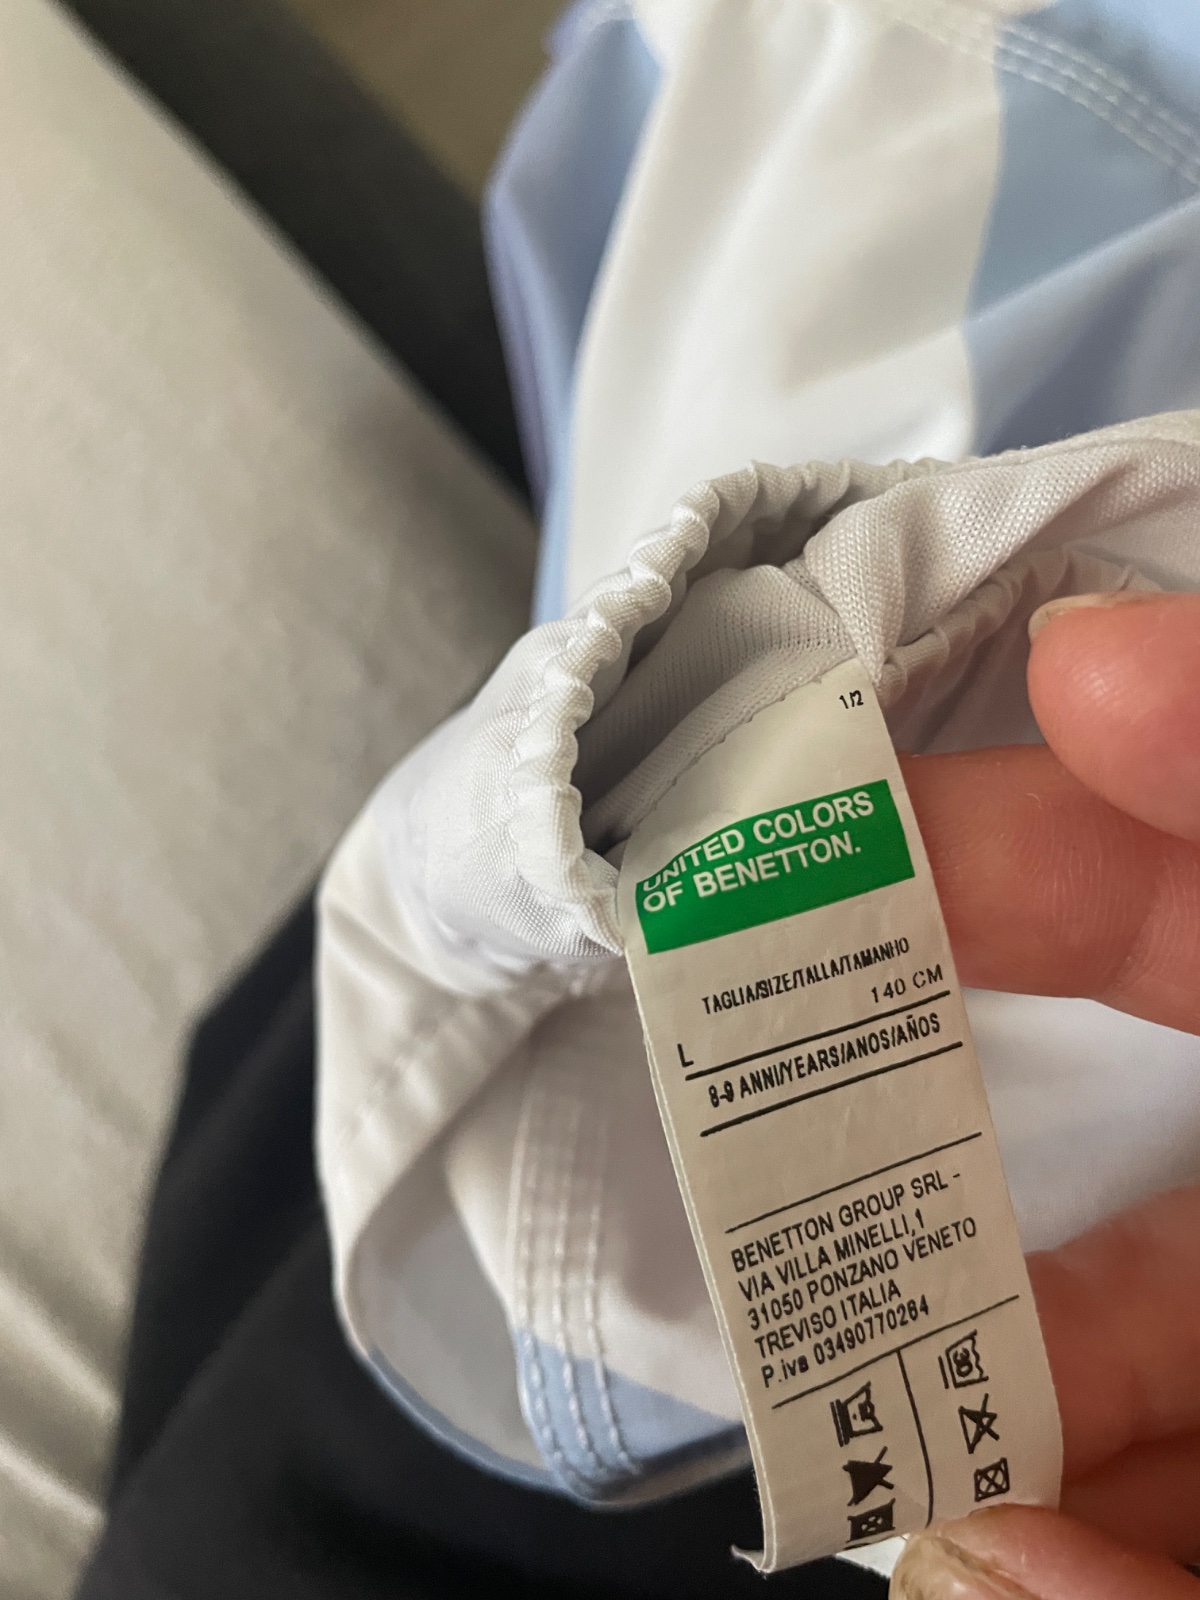 1/2
UNITED COLORS
OF BENETTON.
TAGLIA/SIZE/TALLA/TAMANHO
L 140 CM
8-9 ANNI/YEARS/ANOS/AÑOS
BENETTON GROUP SRL -
VIA VILLA MINELLI,1
31050 PONZANO VENETO
TREVISO ITALIA
P.iva 03490770264